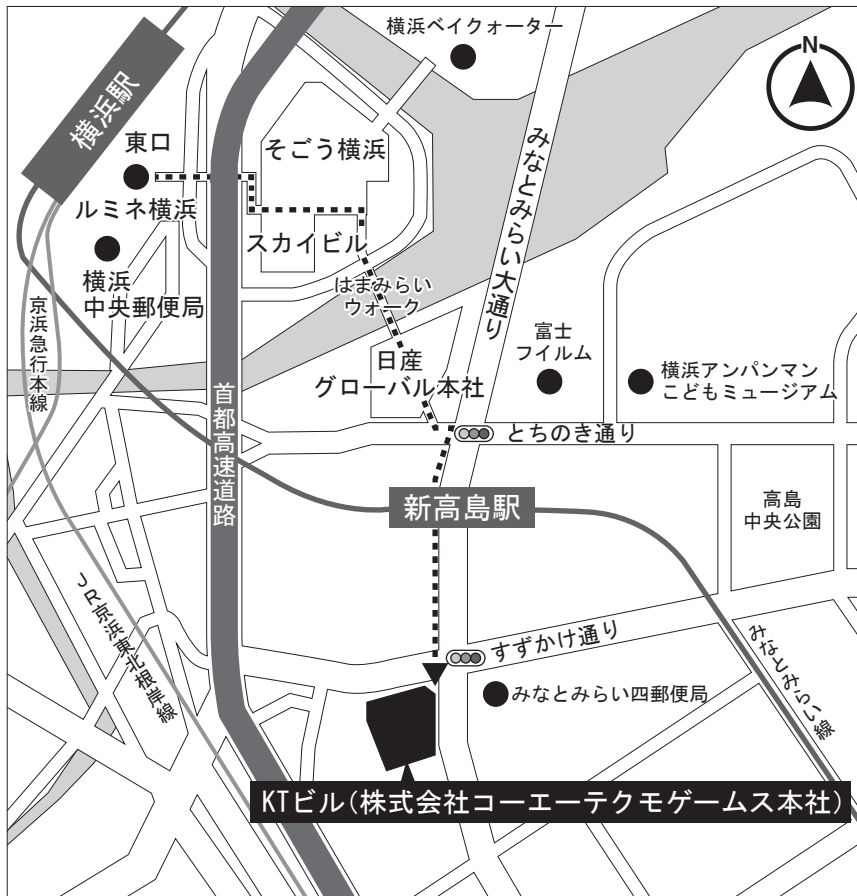 横浜ベイクォーター
N
横浜駅
東口
そごう横浜
みなとみらい大通り
ルミネ横浜
スカイビル
横浜
中央郵便局
はまみらい
ウォーク
京浜急行本線
富士
フイルム
日産
グローバル本社
横浜アンパンマン
こどもミュージアム
首都高速道路
とちのき通り
新高島駅
高島
中央公園
JR京浜東北根岸線
すずかけ通り
みなとみらい線
みなとみらい四郵便局
KTビル(株式会社コーエーテクモゲームス本社)